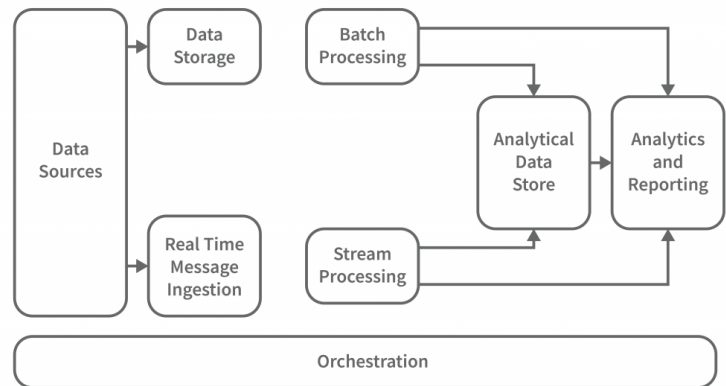 Data
Sources
Data
Storage
Real Time
Message
Ingestion
Batch
Processing
Stream
Processing
Analytical
Data
Store
Analytics
and
Reporting
Orchestration